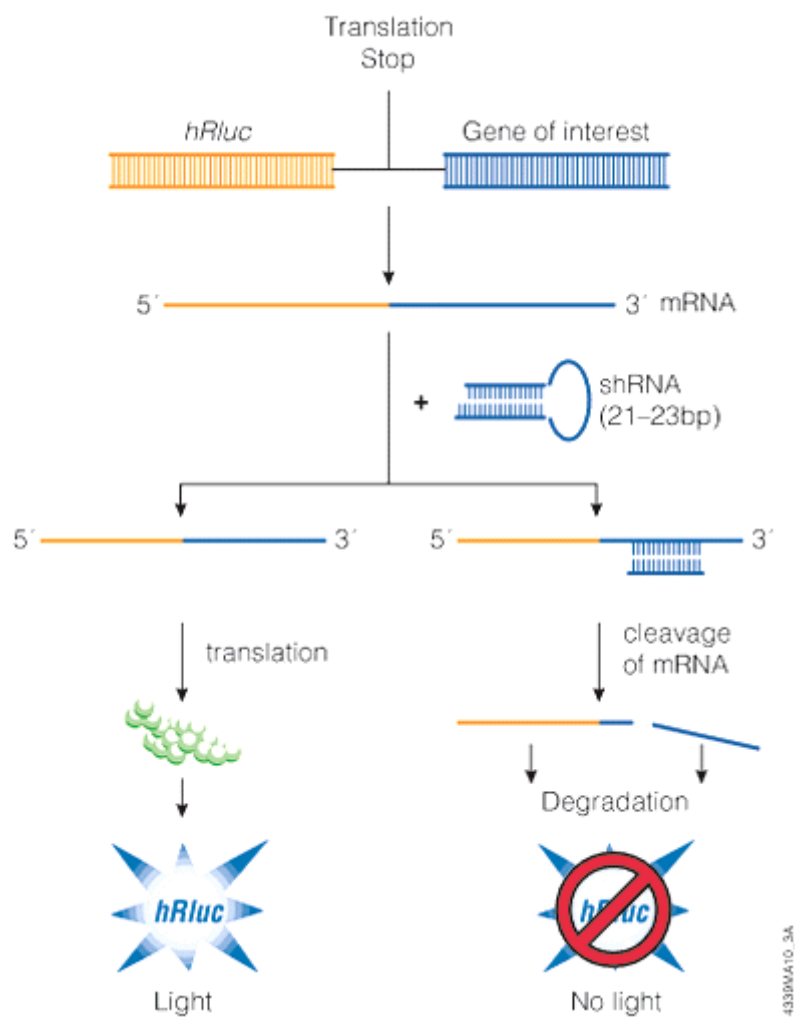 Translation
Stop
hRluc
Gene of interest
5´
3´ mRNA
+
shRNA
(21–23bp)
5´
3´
5´
3´
translation
cleavage
of mRNA
Degradation
hRluc
hRluc
Light
No light
4339MA10_3A